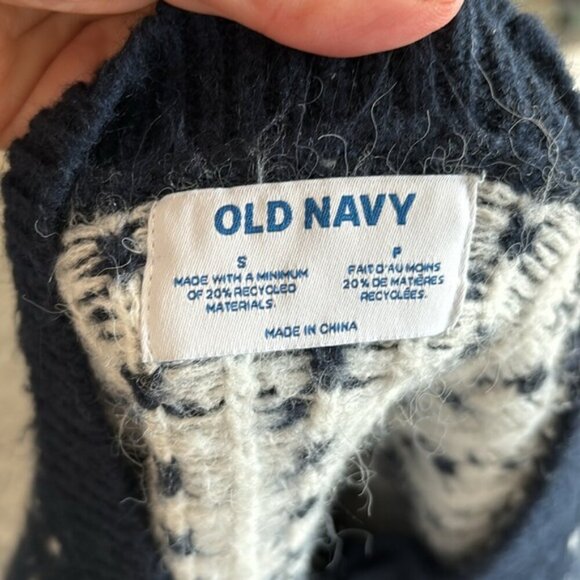 OLD NAVY
S
MADE WITH A MINIMUM
OF 20% RECYCLED
MATERIALS.
P
FAIT D'AU MOINS
20% DE MATIÈRES
RECYCLÉES.
MADE IN CHINA